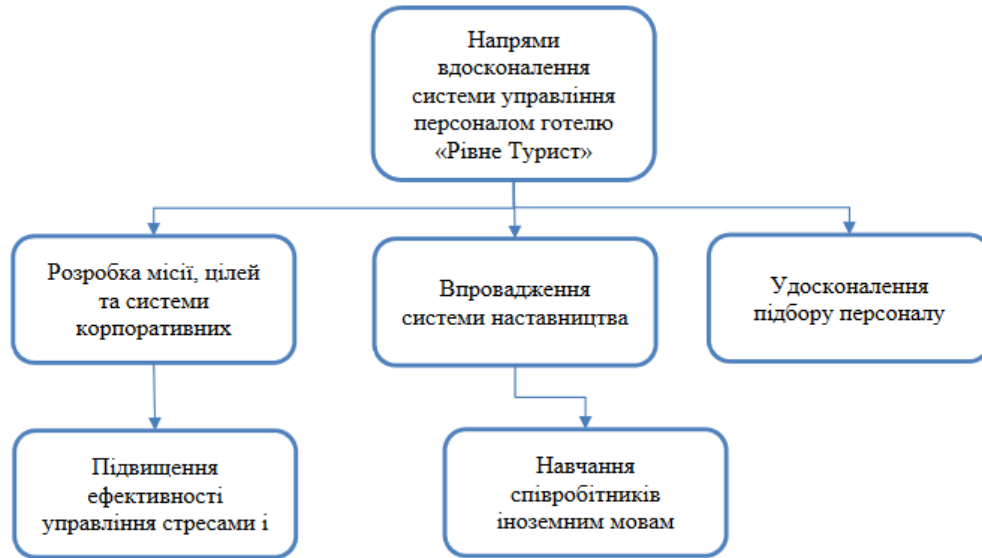 Напрями
вдосконалення
системи управління
персоналом готелю
«Рівне Турист»
Розробка місії, цілей
та системи
корпоративних
Впровадження
системи наставництва
Удосконалення
підбору персоналу
Підвищення
ефективності
управління стресами і
Навчання
співробітників
іноземним мовам